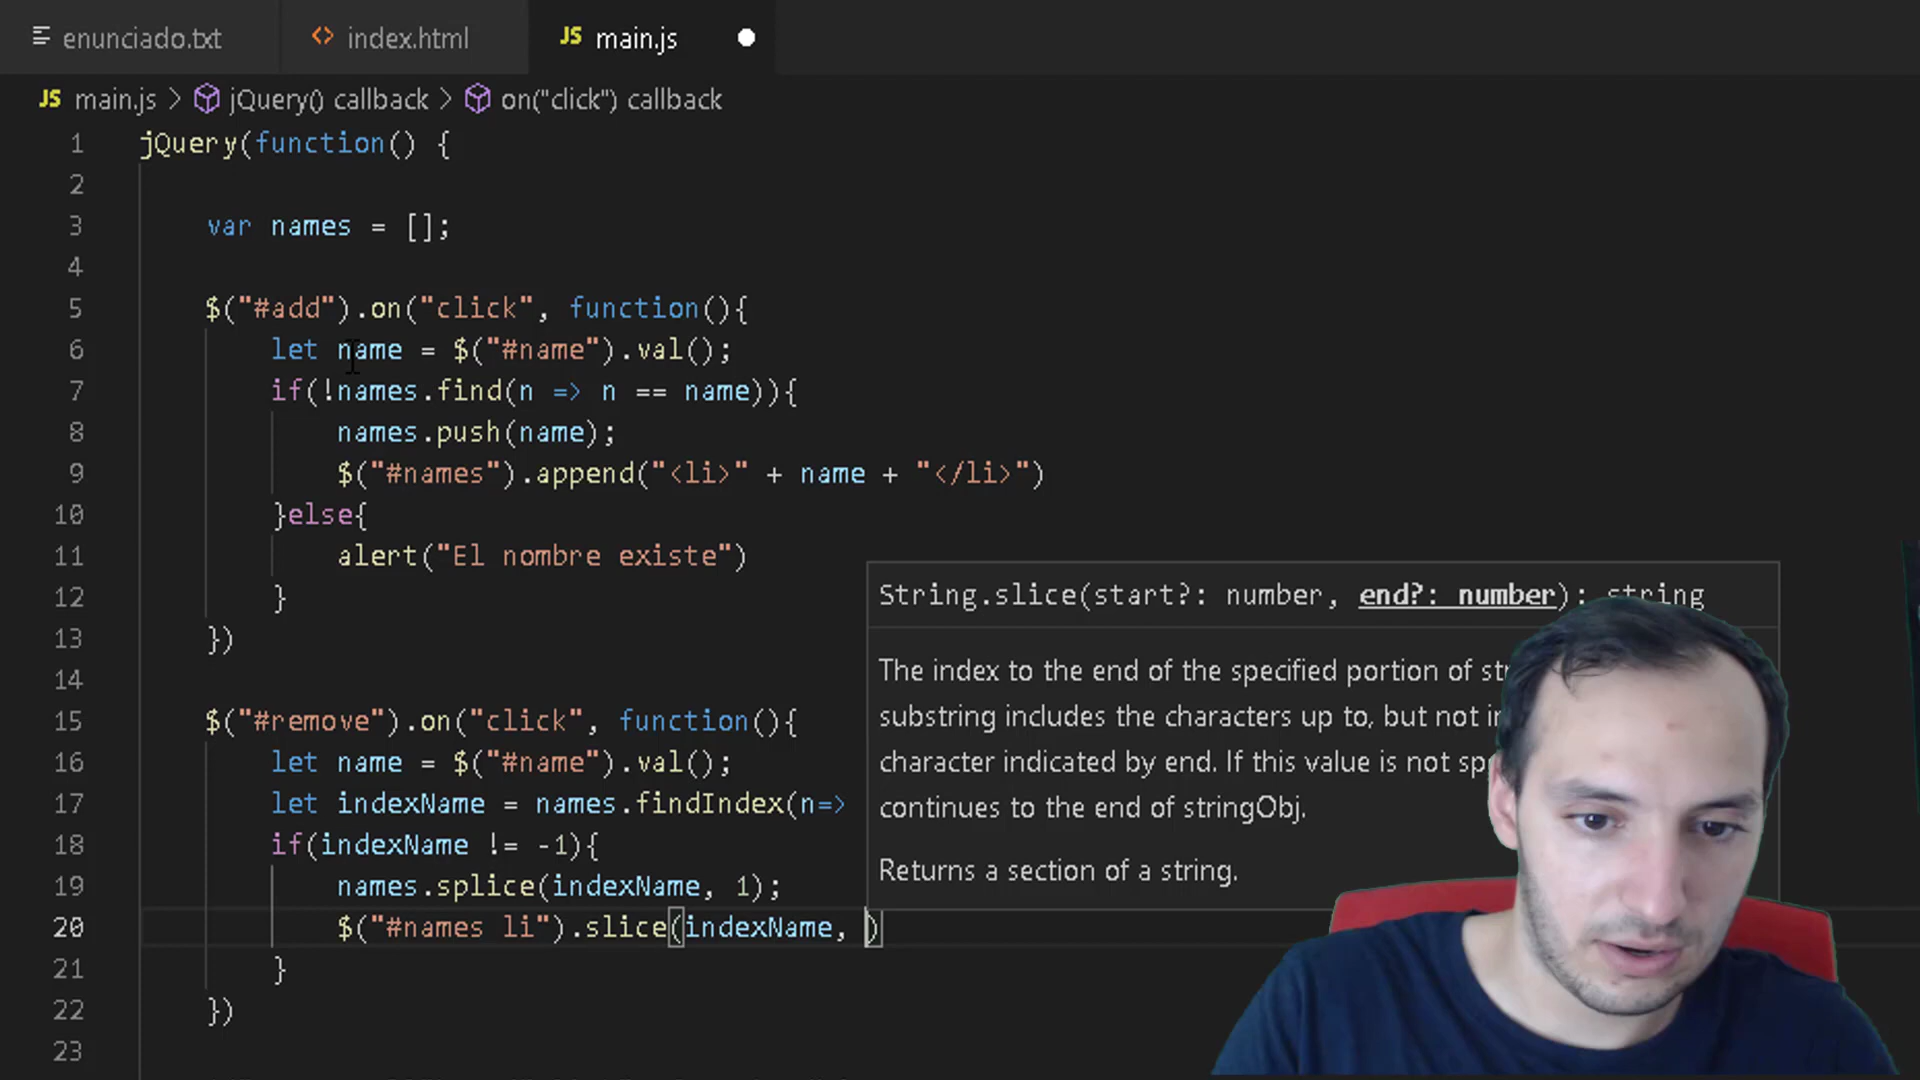 enunciado.txt
index.html
JS main.js
JS main.js > jQuery() callback > on("click") callback
1 jQuery(function() {
2
3 var names = [];
4
5 $("#add").on("click", function(){
6 let name = $("#name").val();
7 if(!names.find(n => n == name)){
8 names.push(name);
9 $("#names").append("<li>" + name + "</li>")
10 }else{
11 alert("El nombre existe")
12 }
13 })
14
15 $("#remove").on("click", function(){
16 let name = $("#name").val();
17 let indexName = names.findIndex(n=>
18 if(indexName != -1){
19 names.splice(indexName, 1);
20 $("#names li").slice(indexName, )
21 }
22 })
23
String.slice(start?: number, end?: number): string
The index to the end of the specified portion of
substring includes the characters up to, but not
character indicated by end. If this value is not
continues to the end of stringObj.
Returns a section of a string.